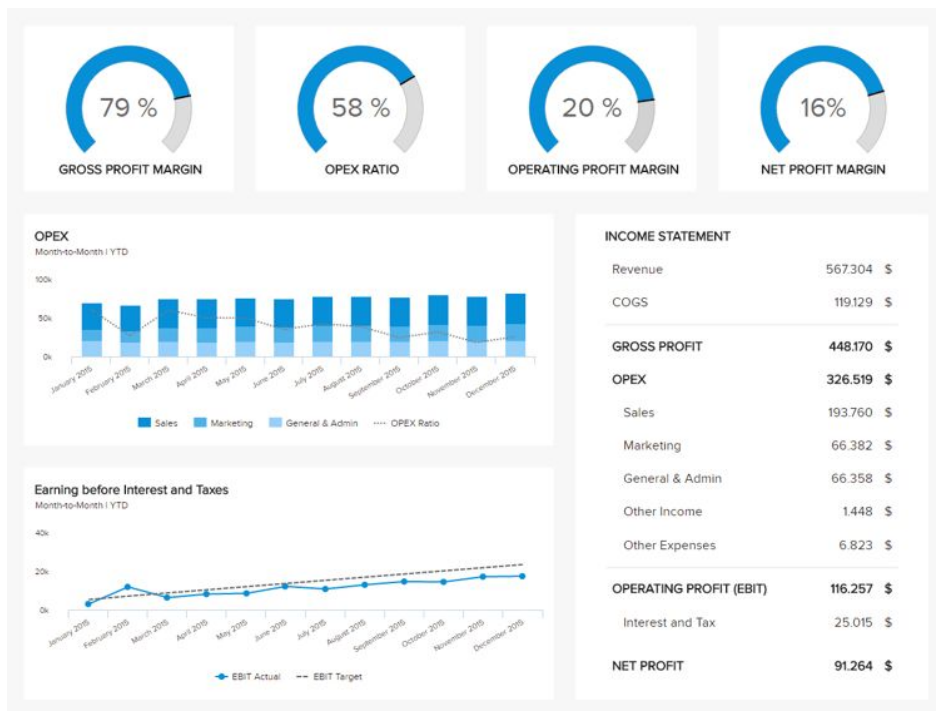 79 %
GROSS PROFIT MARGIN
58 %
OPEX RATIO
20 %
OPERATING PROFIT MARGIN
16%
NET PROFIT MARGIN
OPEX
Month-to-Month | YTD
100k
50k
0k
January 2015
February 2015
March 2015
April 2015
May 2015
June 2015
July 2015
August 2015
September 2015
October 2015
November 2015
December 2015
Sales
Marketing
General & Admin
OPEX Ratio
Earning before Interest and Taxes
Month-to-Month | YTD
40k
20k
0k
January 2015
February 2015
March 2015
April 2015
May 2015
June 2015
July 2015
August 2015
September 2015
October 2015
November 2015
December 2015
EBIT Actual
EBIT Target
INCOME STATEMENT
Revenue 567.304 $
COGS 119.129 $
GROSS PROFIT 448.170 $
OPEX 326.519 $
Sales 193.760 $
Marketing 66.382 $
General & Admin 66.358 $
Other Income 1.448 $
Other Expenses 6.823 $
OPERATING PROFIT (EBIT) 116.257 $
Interest and Tax 25.015 $
NET PROFIT 91.264 $